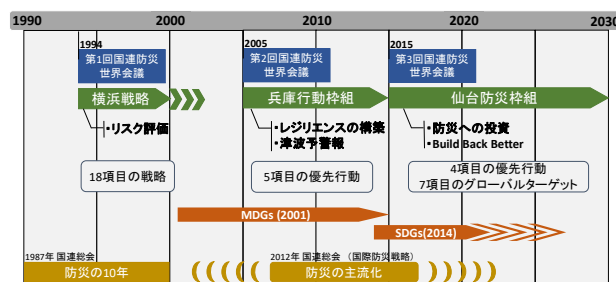 1990 2000 2010 2020 2030
1994 2005 2015
第1回国連防災
世界会議
第2回国連防災
世界会議
第3回国連防災
世界会議
横浜戦略
兵庫行動枠組
仙台防災枠組
・リスク評価
・レジリエンスの構築
・津波予警報
・防災への投資
・Build Back Better
18項目の戦略
5項目の優先行動
4項目の優先行動
7項目のグローバルターゲット
MDGs (2001)
SDGs(2014)
1987年 国連総会
2012年 国連総会 (国際防災戦略)
防災の10年
防災の主流化